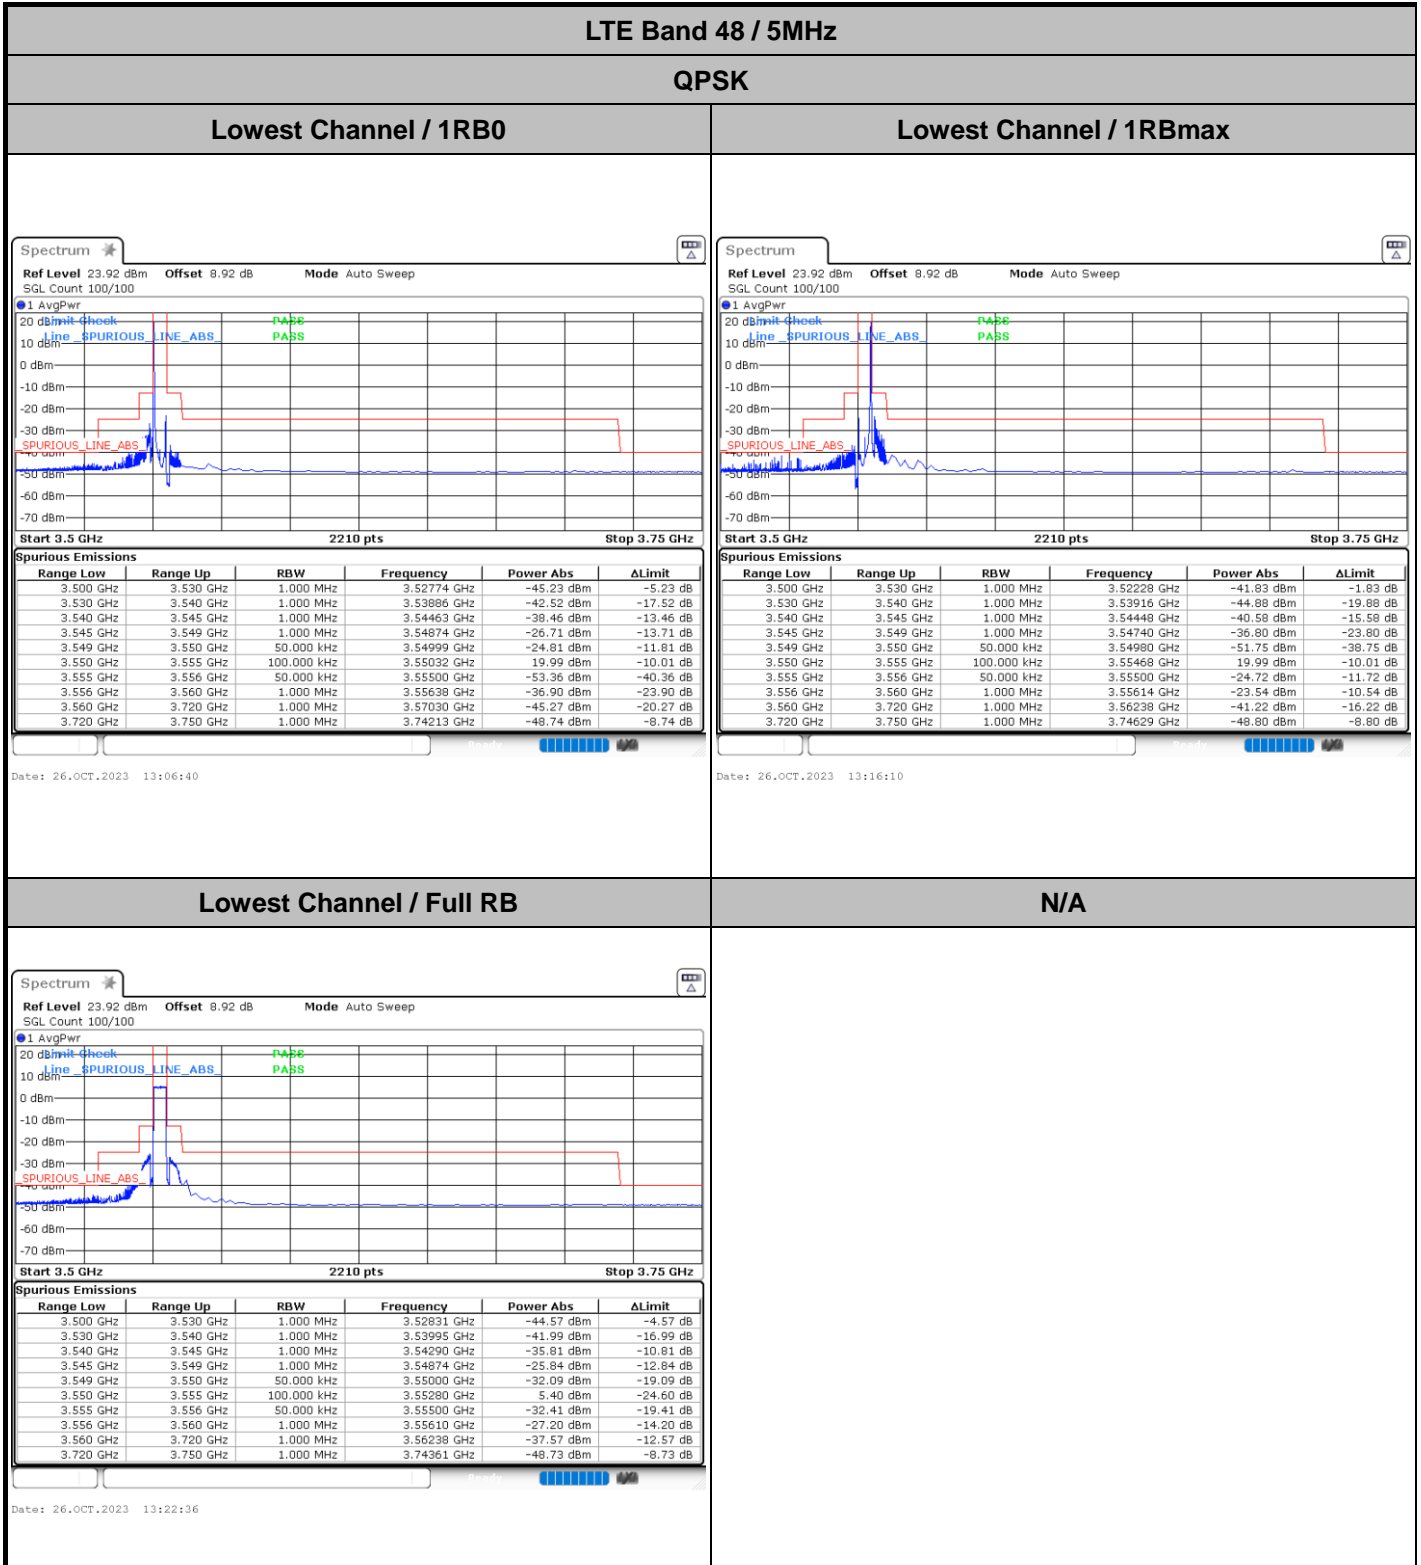 LTE Band 48 / 5MHz
QPSK
Lowest Channel / 1RB0
Lowest Channel / 1RBmax
Spectrum
Ref Level 23.92 dBm Offset 8.92 dB Mode Auto Sweep
SGL Count 100/100
1 AvgPwr
20 dBm Limit Check PASS
10 dBm Line _SPURIOUS_LINE_ABS_ PASS
0 dBm
-10 dBm
-20 dBm
-30 dBm
_SPURIOUS_LINE_ABS_
-40 dBm
-50 dBm
-60 dBm
-70 dBm
Start 3.5 GHz 2210 pts Stop 3.75 GHz
Spurious Emissions
Range Low Range Up RBW Frequency Power Abs ΔLimit
3.500 GHz 3.530 GHz 1.000 MHz 3.52774 GHz -45.23 dBm -5.23 dB
3.530 GHz 3.540 GHz 1.000 MHz 3.53886 GHz -42.52 dBm -17.52 dB
3.540 GHz 3.545 GHz 1.000 MHz 3.54463 GHz -38.46 dBm -13.46 dB
3.545 GHz 3.549 GHz 1.000 MHz 3.54874 GHz -26.71 dBm -13.71 dB
3.549 GHz 3.550 GHz 50.000 kHz 3.54999 GHz -24.81 dBm -11.81 dB
3.550 GHz 3.555 GHz 100.000 kHz 3.55032 GHz 19.99 dBm -10.01 dB
3.555 GHz 3.556 GHz 50.000 kHz 3.55500 GHz -53.36 dBm -40.36 dB
3.556 GHz 3.560 GHz 1.000 MHz 3.55638 GHz -36.90 dBm -23.90 dB
3.560 GHz 3.720 GHz 1.000 MHz 3.57030 GHz -45.27 dBm -20.27 dB
3.720 GHz 3.750 GHz 1.000 MHz 3.74213 GHz -48.74 dBm -8.74 dB
Ready
Date: 26.OCT.2023 13:06:40
Spectrum
Ref Level 23.92 dBm Offset 8.92 dB Mode Auto Sweep
SGL Count 100/100
1 AvgPwr
20 dBm Limit Check PASS
10 dBm Line _SPURIOUS_LINE_ABS_ PASS
0 dBm
-10 dBm
-20 dBm
-30 dBm
_SPURIOUS_LINE_ABS_
-40 dBm
-50 dBm
-60 dBm
-70 dBm
Start 3.5 GHz 2210 pts Stop 3.75 GHz
Spurious Emissions
Range Low Range Up RBW Frequency Power Abs ΔLimit
3.500 GHz 3.530 GHz 1.000 MHz 3.52228 GHz -41.83 dBm -1.83 dB
3.530 GHz 3.540 GHz 1.000 MHz 3.53916 GHz -44.88 dBm -19.88 dB
3.540 GHz 3.545 GHz 1.000 MHz 3.54448 GHz -40.58 dBm -15.58 dB
3.545 GHz 3.549 GHz 1.000 MHz 3.54740 GHz -36.80 dBm -23.80 dB
3.549 GHz 3.550 GHz 50.000 kHz 3.54980 GHz -51.75 dBm -38.75 dB
3.550 GHz 3.555 GHz 100.000 kHz 3.55468 GHz 19.99 dBm -10.01 dB
3.555 GHz 3.556 GHz 50.000 kHz 3.55500 GHz -24.72 dBm -11.72 dB
3.556 GHz 3.560 GHz 1.000 MHz 3.55614 GHz -23.54 dBm -10.54 dB
3.560 GHz 3.720 GHz 1.000 MHz 3.56238 GHz -41.22 dBm -16.22 dB
3.720 GHz 3.750 GHz 1.000 MHz 3.74629 GHz -48.80 dBm -8.80 dB
Ready
Date: 26.OCT.2023 13:16:10
Lowest Channel / Full RB
N/A
Spectrum
Ref Level 23.92 dBm Offset 8.92 dB Mode Auto Sweep
SGL Count 100/100
1 AvgPwr
20 dBm Limit Check PASS
10 dBm Line _SPURIOUS_LINE_ABS_ PASS
0 dBm
-10 dBm
-20 dBm
-30 dBm
_SPURIOUS_LINE_ABS_
-40 dBm
-50 dBm
-60 dBm
-70 dBm
Start 3.5 GHz 2210 pts Stop 3.75 GHz
Spurious Emissions
Range Low Range Up RBW Frequency Power Abs ΔLimit
3.500 GHz 3.530 GHz 1.000 MHz 3.52831 GHz -44.57 dBm -4.57 dB
3.530 GHz 3.540 GHz 1.000 MHz 3.53995 GHz -41.99 dBm -16.99 dB
3.540 GHz 3.545 GHz 1.000 MHz 3.54290 GHz -35.81 dBm -10.81 dB
3.545 GHz 3.549 GHz 1.000 MHz 3.54874 GHz -25.84 dBm -12.84 dB
3.549 GHz 3.550 GHz 50.000 kHz 3.55000 GHz -32.09 dBm -19.09 dB
3.550 GHz 3.555 GHz 100.000 kHz 3.55280 GHz 5.40 dBm -24.60 dB
3.555 GHz 3.556 GHz 50.000 kHz 3.55500 GHz -32.41 dBm -19.41 dB
3.556 GHz 3.560 GHz 1.000 MHz 3.55610 GHz -27.20 dBm -14.20 dB
3.560 GHz 3.720 GHz 1.000 MHz 3.56238 GHz -37.57 dBm -12.57 dB
3.720 GHz 3.750 GHz 1.000 MHz 3.74361 GHz -48.73 dBm -8.73 dB
Ready
Date: 26.OCT.2023 13:22:36